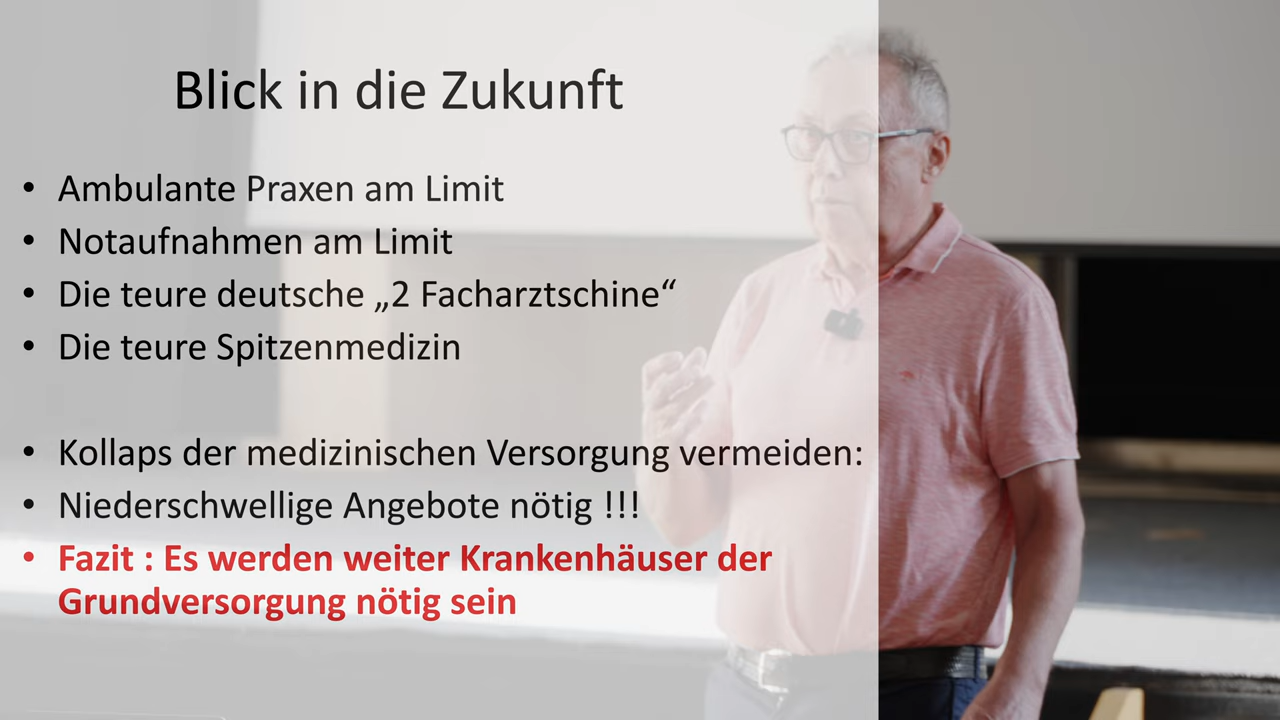 Blick in die Zukunft
• Ambulante Praxen am Limit
• Notaufnahmen am Limit
• Die teure deutsche „2 Facharztschine“
• Die teure Spitzenmedizin
• Kollaps der medizinischen Versorgung vermeiden:
• Niederschwellige Angebote nötig !!!
• Fazit : Es werden weiter Krankenhäuser der
Grundversorgung nötig sein